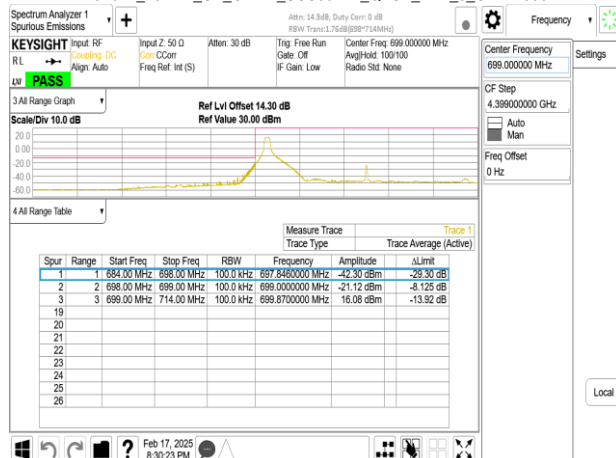 Spectrum Analyzer 1
Spurious Emissions
+
Attn: 14.3dB, Duty Corr: 0 dB
RBW Trans:1.76dB(698~714MHz)
Frequency
Settings
KEYSIGHT
RL
LXI
PASS
Input: RF
Coupling: DC
Align: Auto
Input Z: 50 Ω
Corr CCorr
Freq Ref: Int (S)
Atten: 30 dB
Trig: Free Run
Gate: Off
IF Gain: Low
Center Freq: 699.000000 MHz
Avg|Hold: 100/100
Radio Std: None
Center Frequency
699.000000 MHz
CF Step
4.399000000 GHz
Auto
Man
Freq Offset
0 Hz
Local
3 All Range Graph
Scale/Div 10.0 dB
Ref Lvl Offset 14.30 dB
Ref Value 30.00 dBm
20.0
0.00
-20.0
-40.0
-60.0
4 All Range Table
Measure Trace Trace 1
Trace Type Trace Average (Active)
Spur Range Start Freq Stop Freq RBW Frequency Amplitude ΔLimit
1 1 684.00 MHz 698.00 MHz 100.0 kHz 697.8460000 MHz -42.30 dBm -29.30 dB
2 2 698.00 MHz 699.00 MHz 100.0 kHz 699.0000000 MHz -21.12 dBm -8.125 dB
3 3 699.00 MHz 714.00 MHz 100.0 kHz 699.8700000 MHz 16.08 dBm -13.92 dB
19
20
21
22
23
24
25
26
?
Feb 17, 2025
8:30:23 PM